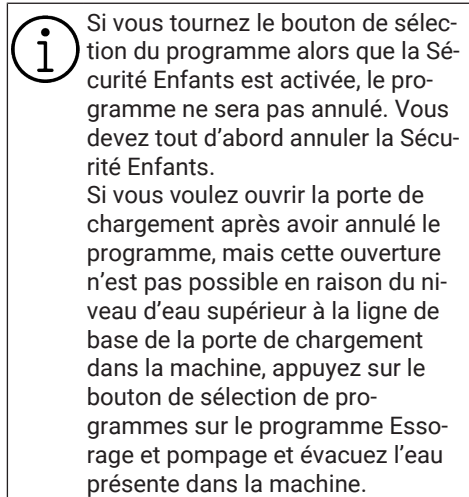 Si vous tournez le bouton de sélec-
tion du programme alors que la Sé-
curité Enfants est activée, le pro-
gramme ne sera pas annulé. Vous
devez tout d'abord annuler la Sécu-
rité Enfants.
Si vous voulez ouvrir la porte de
chargement après avoir annulé le
programme, mais cette ouverture
n'est pas possible en raison du ni-
veau d'eau supérieur à la ligne de
base de la porte de chargement
dans la machine, appuyez sur le
bouton de sélection de pro-
grammes sur le programme Esso-
rage et pompage et évacuez l'eau
présente dans la machine.